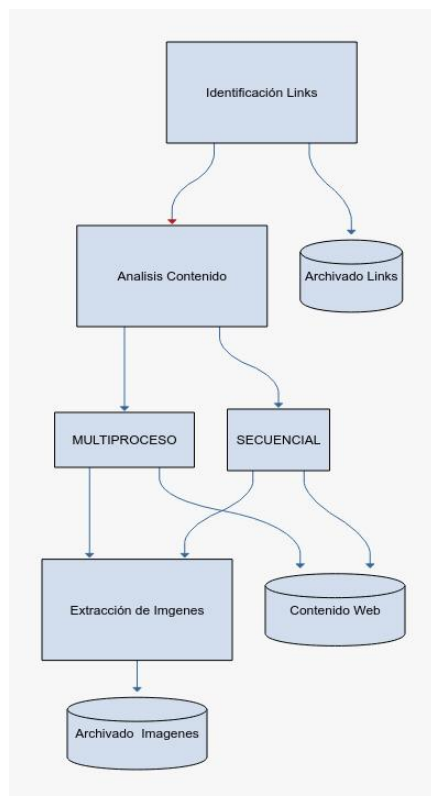 Identificación Links
Analisis Contenido
Archivado Links
MULTIPROCESO
SECUENCIAL
Extracción de Imgenes
Contenido Web
Archivado Imagenes